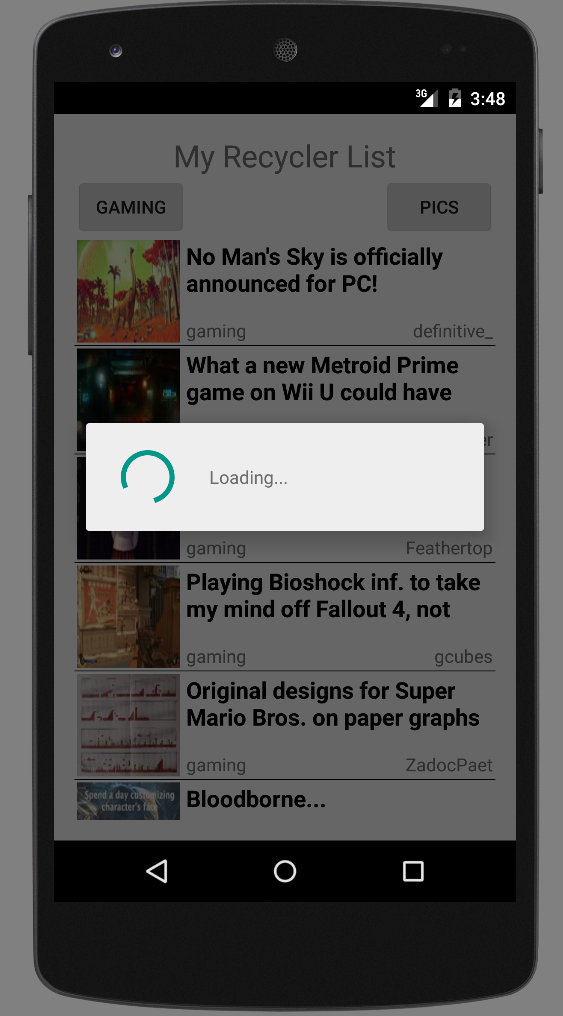 3G 3:48
My Recycler List
GAMING PICS
No Man's Sky is officially
announced for PC!
gaming definitive_
What a new Metroid Prime
game on Wii U could have
er
Loading...
gaming Feathertop
Playing Bioshock inf. to take
my mind off Fallout 4, not
gaming gcubes
Original designs for Super
Mario Bros. on paper graphs
gaming ZadocPaet
Spend a day customizing
character's face
Bloodborne...